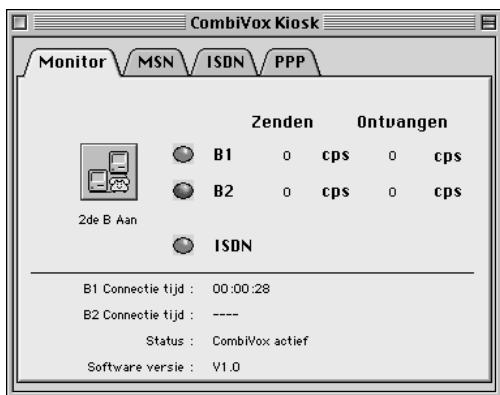 CombiVox Kiosk
Monitor MSN ISDN PPP
Zenden Ontvangen
B1 0 cps 0 cps
B2 0 cps 0 cps
2de B Aan
ISDN
B1 Connectie tijd : 00:00:28
B2 Connectie tijd : ----
Status : CombiVox actief
Software versie : V1.0